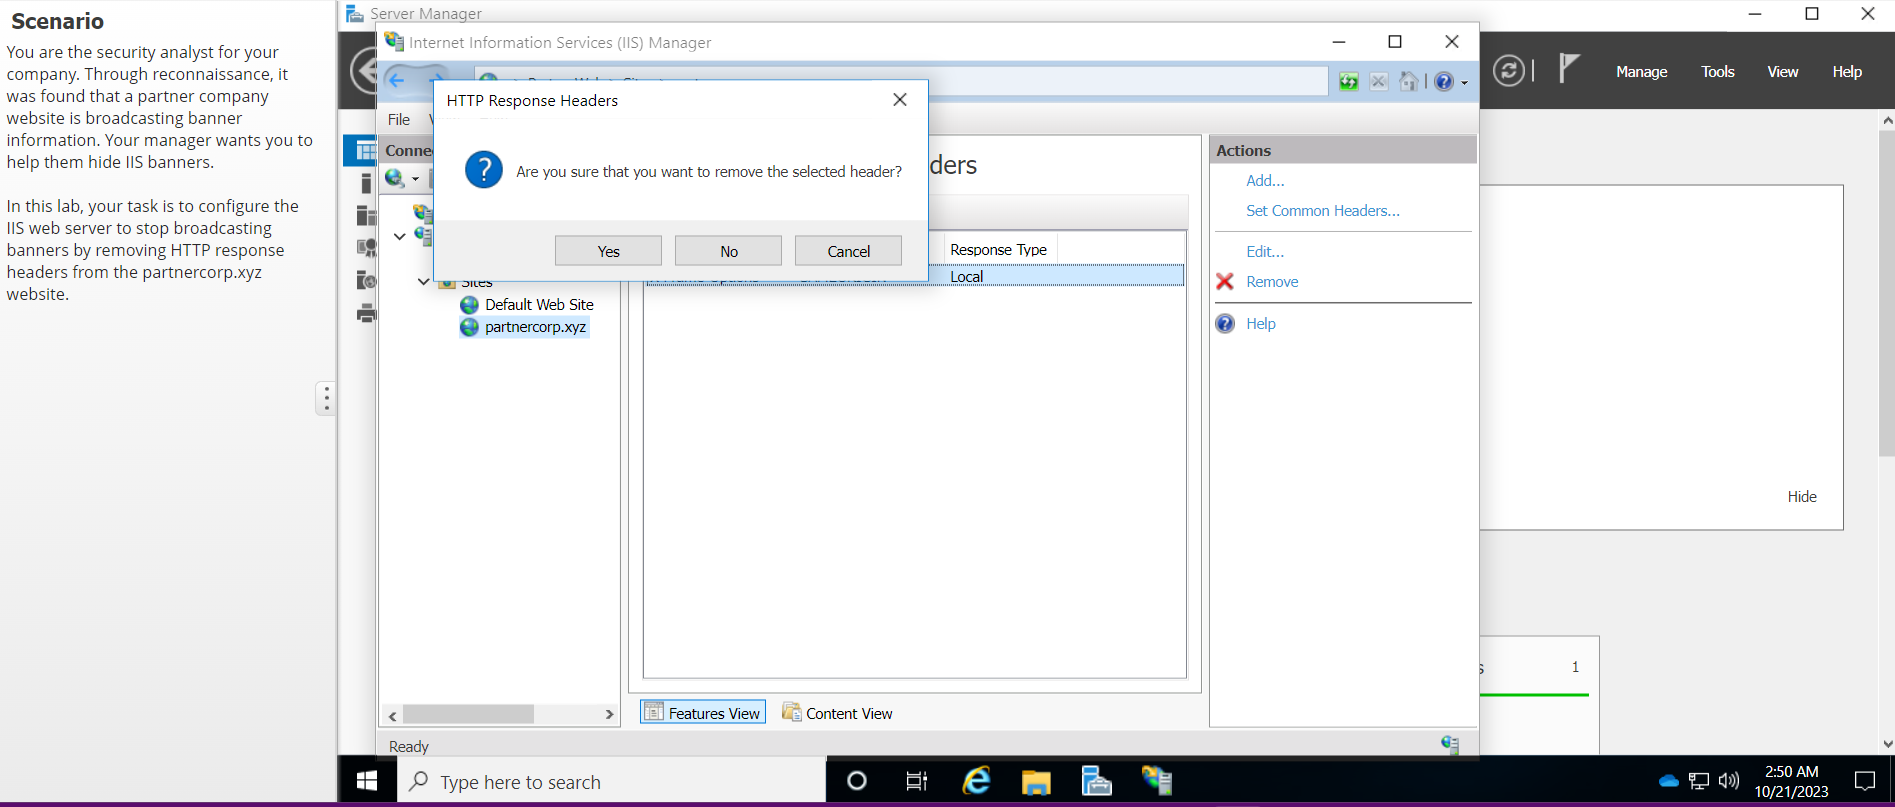 Scenario
You are the security analyst for your
company. Through reconnaissance, it
was found that a partner company
website is broadcasting banner
information. Your manager wants you to
help them hide IIS banners.
In this lab, your task is to configure the
IIS web server to stop broadcasting
banners by removing HTTP response
headers from the partnercorp.xyz
website.
Server Manager
Manage
Tools
View
Help
Internet Information Services (IIS) Manager
File
HTTP Response Headers
Are you sure that you want to remove the selected header?
Yes
No
Cancel
Conne
ders
Response Type
Local
Sites
Default Web Site
partnercorp.xyz
Actions
Add...
Set Common Headers...
Edit...
Remove
Help
Hide
1
Features View
Content View
Ready
Type here to search
2:50 AM
10/21/2023